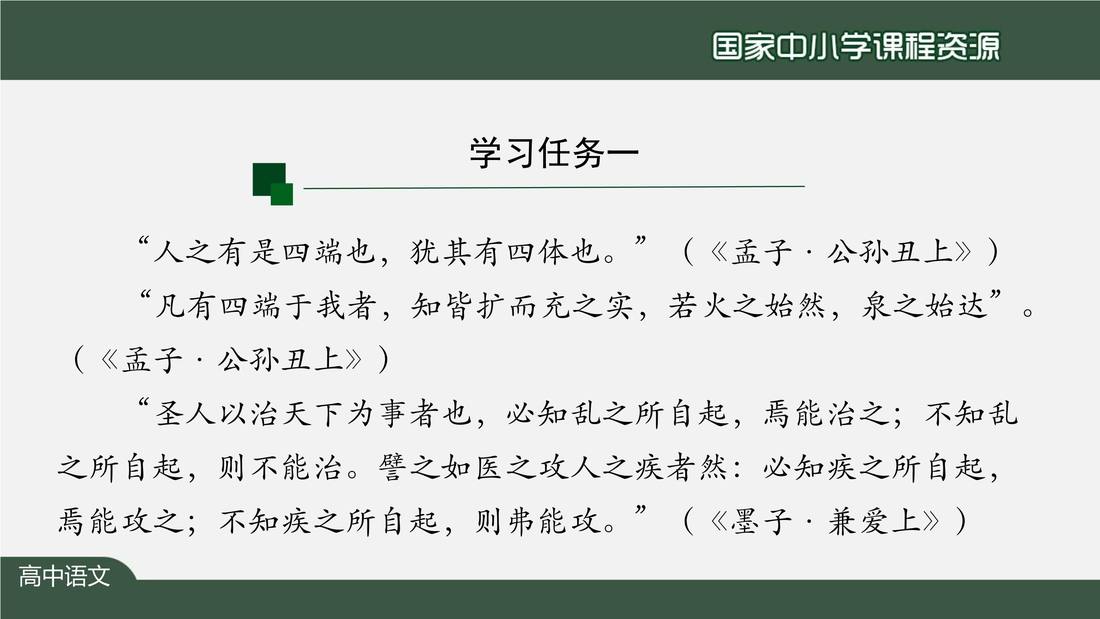 国家中小学课程资源
学习任务一
“人之有是四端也，犹其有四体也。”（《孟子·公孙丑上》）
“凡有四端于我者，知皆扩而充之实，若火之始然，泉之始达”。
（《孟子·公孙丑上》）
“圣人以治天下为事者也，必知乱之所自起，焉能治之；不知乱
之所自起，则不能治。譬之如医之攻人之疾者然：必知疾之所自起，
焉能攻之；不知疾之所自起，则弗能攻。”（《墨子·兼爱上》）
高中语文